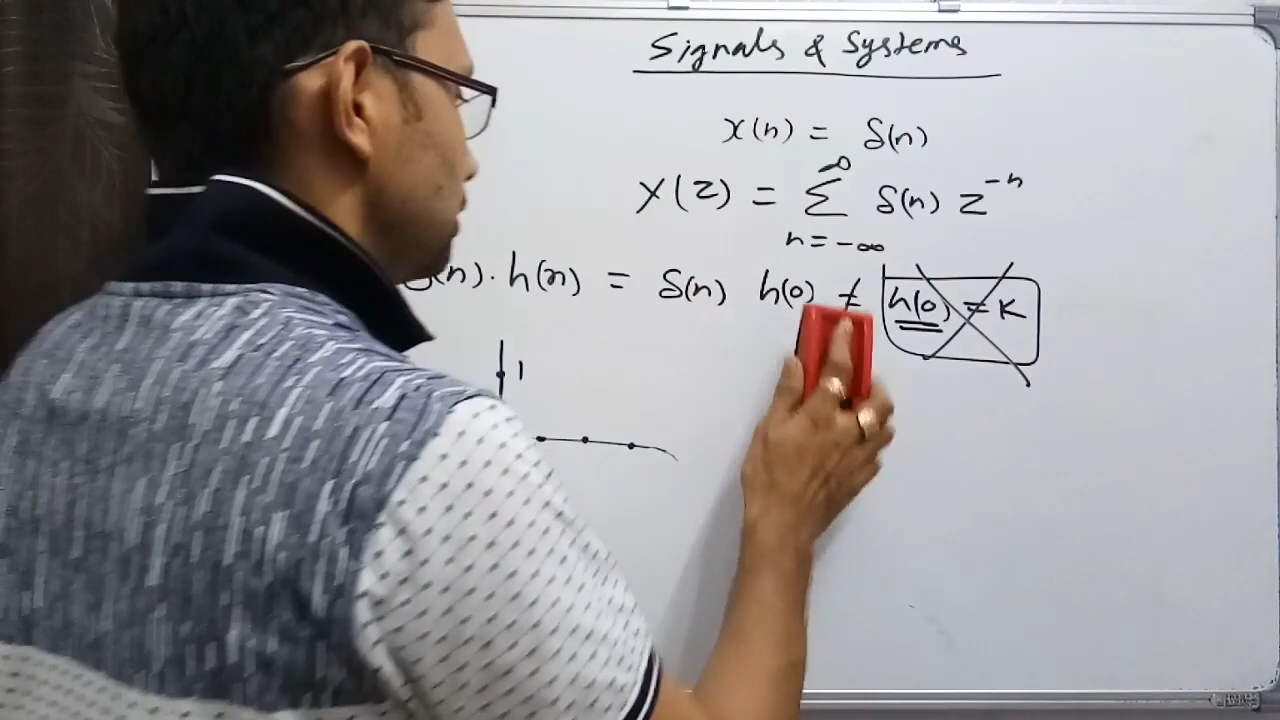 Signals & Systems
x(n) = δ(n)
X(z) = ∑ n=-∞ ∞ δ(n) z^-n
δ(n) · h(n) = δ(n) h(0) ≠ h(0) = K
1